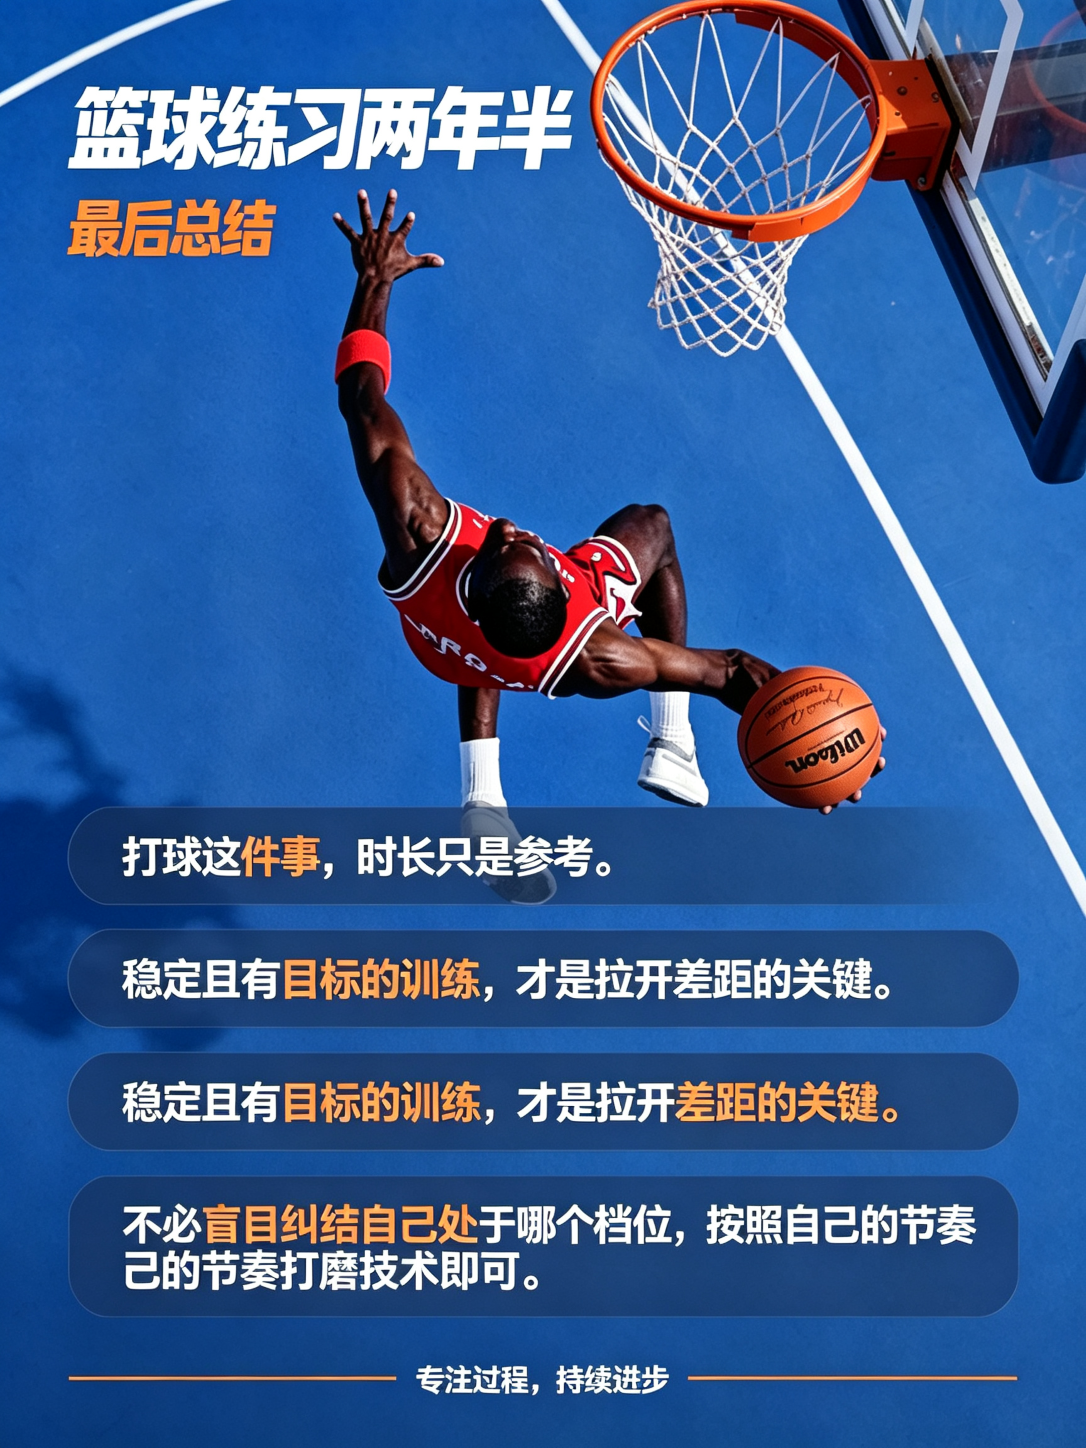 篮球练习两年半
最后总结
Wilson
打球这件事，时长只是参考。
稳定且有目标的训练，才是拉开差距的关键。
稳定且有目标的训练，才是拉开差距的关键。
不必盲目纠结自己处于哪个档位，按照自己的节奏
己的节奏打磨技术即可。
专注过程，持续进步